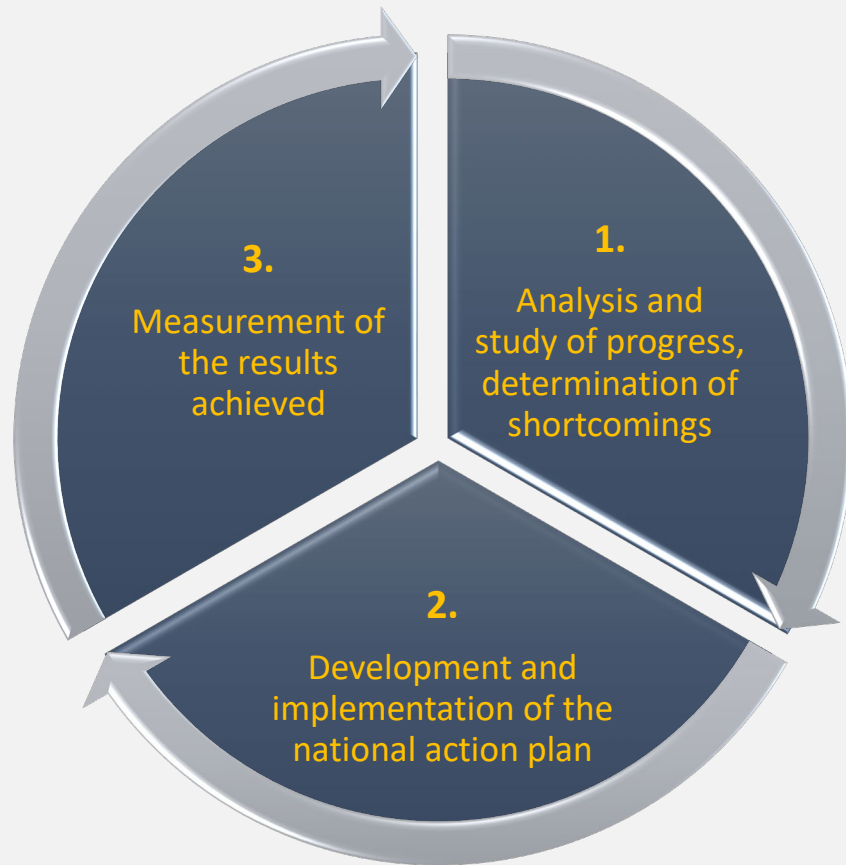 1.
Analysis and
study of progress,
determination of
shortcomings
2.
Development and
implementation of the
national action plan
3.
Measurement of
the results
achieved